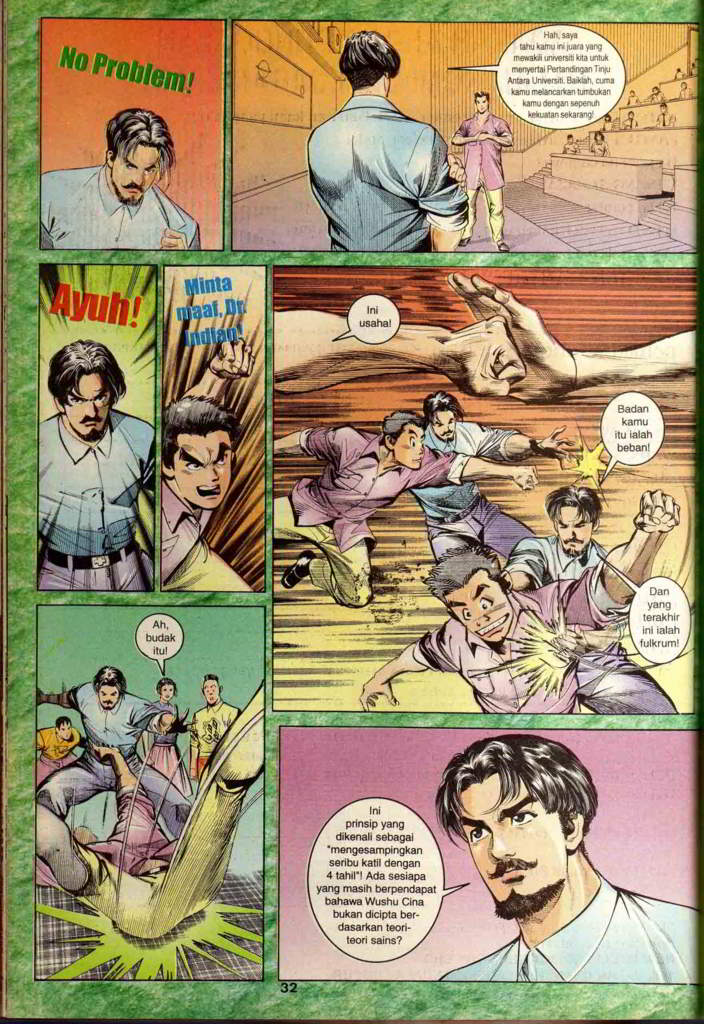 No Problem!
Hah, saya
tahu kamu ini juara yang
mewakili universiti kita untuk
menyertai Pertandingan Tinju
Antara Universiti. Baiklah, cuma
kamu melancarkan tumbukan
kamu dengan sepenuh
kekuatan sekarang!
Ayuh!
Minta
maaf, Dr.
Indian!
Ini
usaha!
Badan
kamu
itu ialah
beban!
Dan
yang
terakhir
ini ialah
fulkrum!
Ah,
budak
itu!
Ini
prinsip yang
dikenali sebagai
"mengesampingkan
seribu katil dengan
4 tahil"! Ada sesiapa
yang masih berpendapat
bahawa Wushu Cina
bukan dicipta ber-
dasarkan teori-
teori sains?
32